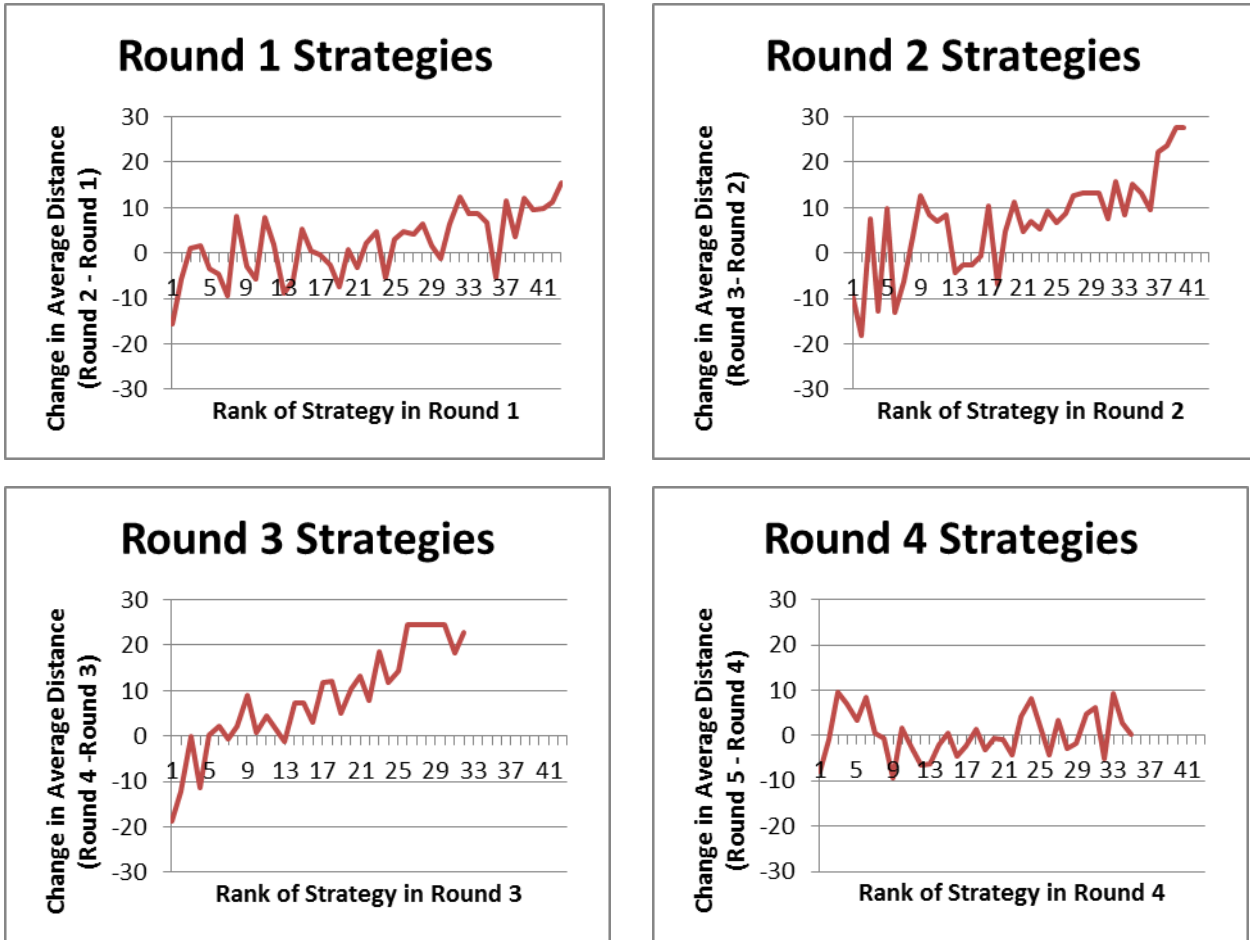 Round 1 Strategies
Change in Average Distance
(Round 2 - Round 1)
30
20
10
0
-10
-20
-30
1 5 9 13 17 21 25 29 33 37 41
Rank of Strategy in Round 1
Round 2 Strategies
Change in Average Distance
(Round 3- Round 2)
30
20
10
0
-10
-20
-30
1 5 9 13 17 21 25 29 33 37 41
Rank of Strategy in Round 2
Round 3 Strategies
Change in Average Distance
(Round 4 -Round 3)
30
20
10
0
-10
-20
-30
1 5 9 13 17 21 25 29 33 37 41
Rank of Strategy in Round 3
Round 4 Strategies
Change in Average Distance
(Round 5 - Round 4)
30
20
10
0
-10
-20
-30
1 5 9 13 17 21 25 29 33 37 41
Rank of Strategy in Round 4